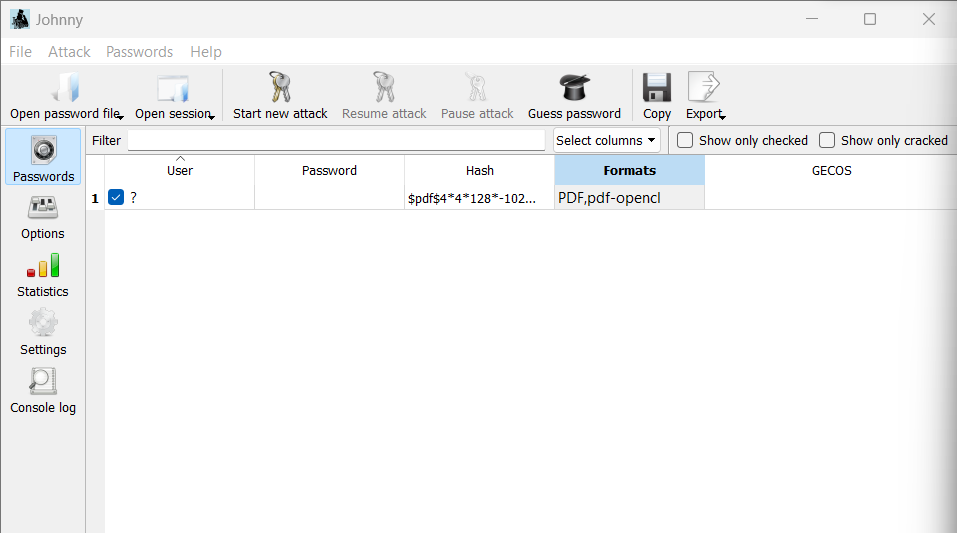 Johnny
File Attack Passwords Help
Open password file Open session Start new attack Resume attack Pause attack Guess password Copy Export
Passwords
Filter Select columns Show only checked Show only cracked
User Password Hash Formats GECOS
1 ? $pdf$4*4*128*-102... PDF,pdf-opencl
Options
Statistics
Settings
Console log